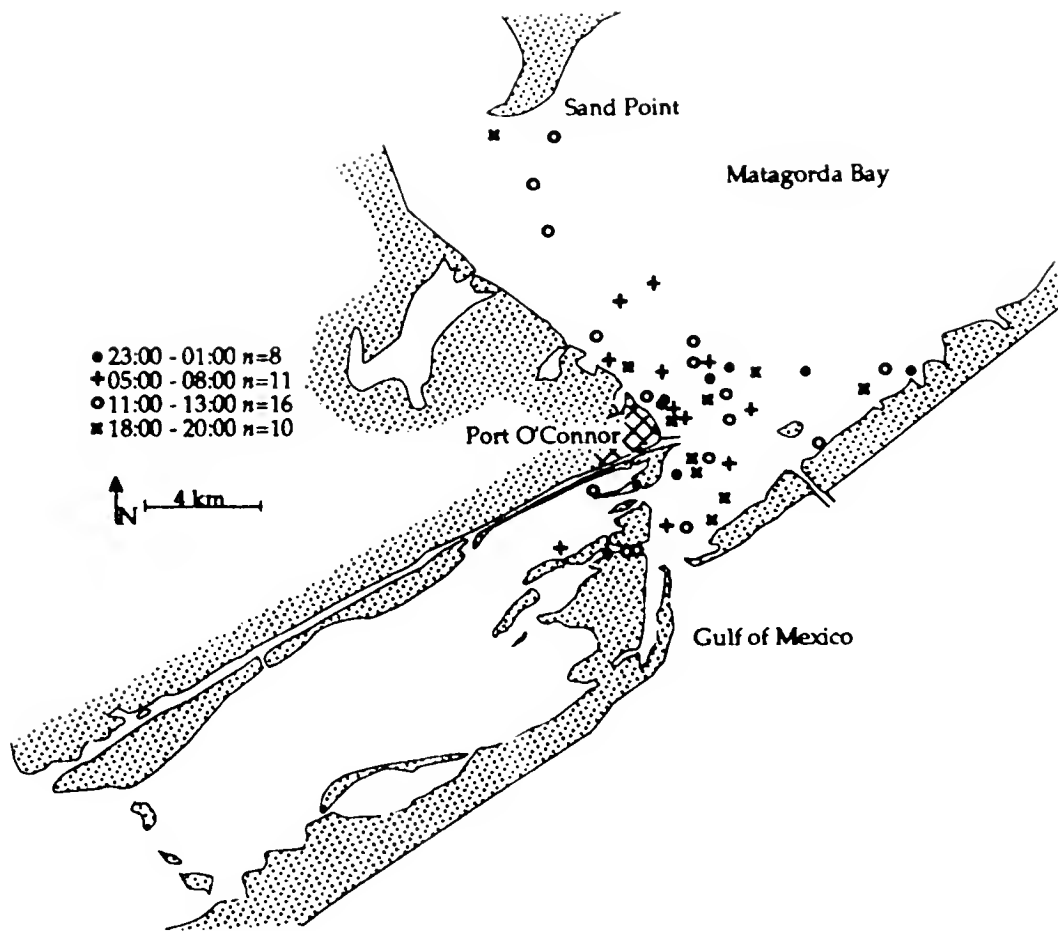 Sand Point
Matagorda Bay
● 23:00 - 01:00 n=8
+ 05:00 - 08:00 n=11
o 11:00 - 13:00 n=16
× 18:00 - 20:00 n=10
Port O'Connor
N
4 km
Gulf of Mexico